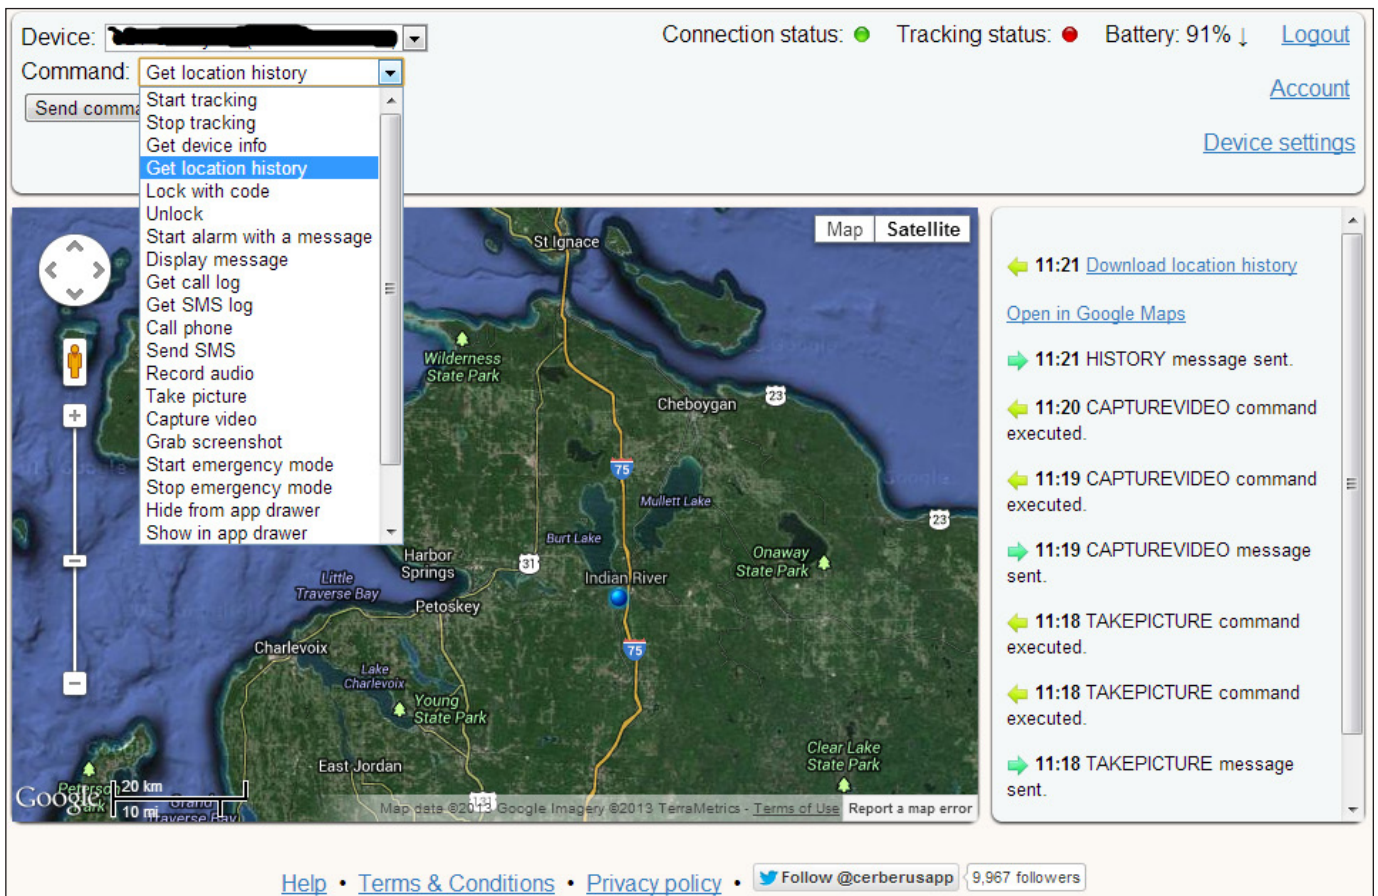 Device:
Connection status:
Tracking status:
Battery: 91% ↓
Logout
Command: Get location history
Account
Send comma
Device settings
Start tracking
Stop tracking
Get device info
Get location history
Lock with code
Unlock
Start alarm with a message
Display message
Get call log
Get SMS log
Call phone
Send SMS
Record audio
Take picture
Capture video
Grab screenshot
Start emergency mode
Stop emergency mode
Hide from app drawer
Show in app drawer
Map
Satellite
St Ignace
Wilderness
State Park
Cheboygan
23
75
Mullett Lake
23
Burt Lake
Onaway
State Park
Harbor
Springs
31
Indian River
Little
Traverse Bay
Petoskey
75
Charlevoix
Lake
Charlevoix
Young
State Park
Clear Lake
State Park
East Jordan
20 km
Google
10 mi
Grand
Traverse Bay
131
Map data ©2013 Google Imagery ©2013 TerraMetrics - Terms of Use
Report a map error
11:21 Download location history
Open in Google Maps
11:21 HISTORY message sent.
11:20 CAPTUREVIDEO command
executed.
11:19 CAPTUREVIDEO command
executed.
11:19 CAPTUREVIDEO message
sent.
11:18 TAKEPICTURE command
executed.
11:18 TAKEPICTURE command
executed.
11:18 TAKEPICTURE message
sent.
Help • Terms & Conditions • Privacy policy •
Follow @cerberusapp
9,967 followers